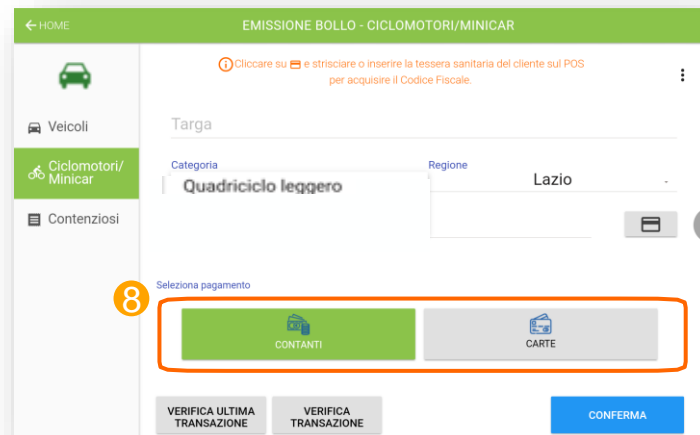 HOME
EMISSIONE BOLLO - CICLOMOTORI/MINICAR
Cliccare su e strisciare o inserire la tessera sanitaria del cliente sul POS
per acquisire il Codice Fiscale.
Veicoli
Ciclomotori/
Minicar
Contenziosi
Targa
Categoria
Regione
Quadriciclo leggero
Lazio
Seleziona pagamento
8
CONTANTI
CARTE
VERIFICA ULTIMA
TRANSAZIONE
VERIFICA
TRANSAZIONE
CONFERMA